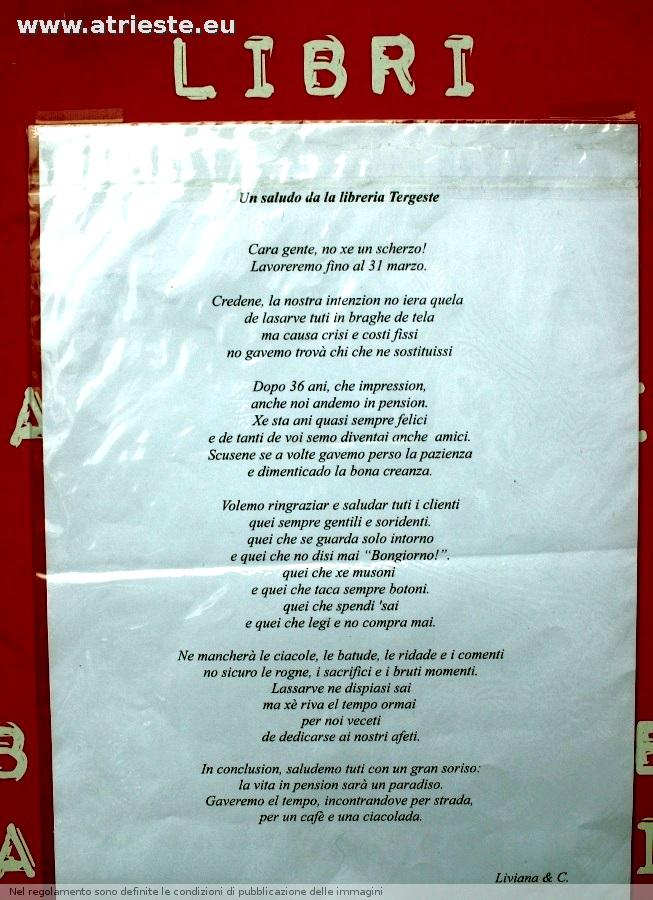 www.atrieste.eu
LIBRI
Un saludo da la libreria Tergeste
Cara gente, no xe un scherzo!
Lavoreremo fino al 31 marzo.
Credene, la nostra intenzion no iera quela
de lasarve tuti in braghe de tela
ma causa crisi e costi fissi
no gavemo trovà chi che ne sostituissi
Dopo 36 ani, che impression,
anche noi andemo in pension.
Xe sta ani quasi sempre felici
e de tanti de voi semo diventai anche amici.
Scusene se a volte gavemo perso la pazienza
e dimenticado la bona creanza.
Volemo ringraziar e saludar tuti i clienti
quei sempre gentili e soridenti.
quei che se guarda solo intorno
e quei che no disi mai “Bongiorno!”.
quei che xe musoni
e quei che taca sempre botoni.
quei che spendi 'sai
e quei che legi e no compra mai.
Ne mancherà le ciacole, le batude, le ridade e i comenti
no sicuro le rogne, i sacrifici e i bruti momenti.
Lassarve ne dispiasi sai
ma xè riva el tempo ormai
per noi veceti
de dedicarse ai nostri afeti.
In conclusion, saludemo tuti con un gran soriso:
la vita in pension sarà un paradiso.
Gaveremo el tempo, incontrandove per strada,
per un cafè e una ciacolada.
Liviana & C.
Nel regolamento sono definite le condizioni di pubblicazione delle immagini